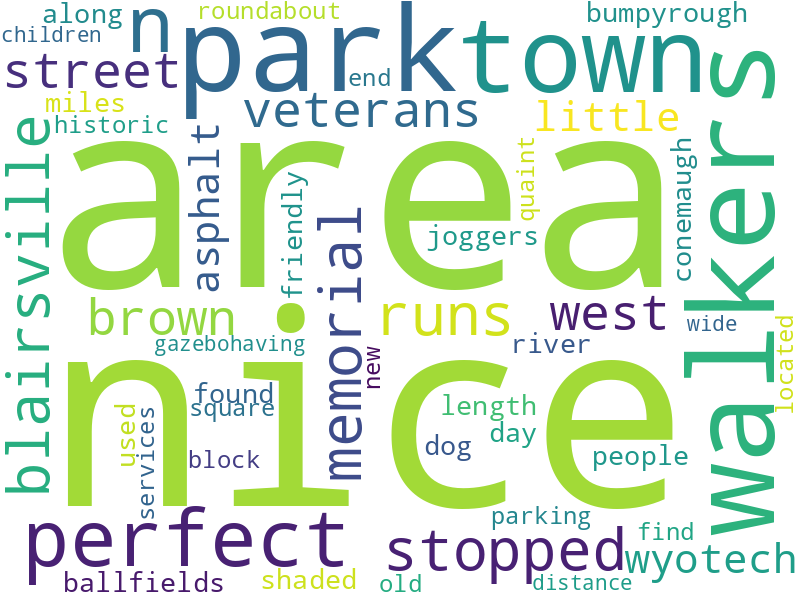 along
roundabout
bumpyrough
children
n
park
town
street
end
miles
veterans
little
historic
area
walkers
blairsville
asphalt
friendly
quaint
conemaugh
memorial
joggers
brown
runs
west
wide
gazebohaving
river
located
new
nice
found
square
length
used
services
day
dog
block
people
perfect
parking
stopped
find
wyotech
ballfields
shaded
old
distance